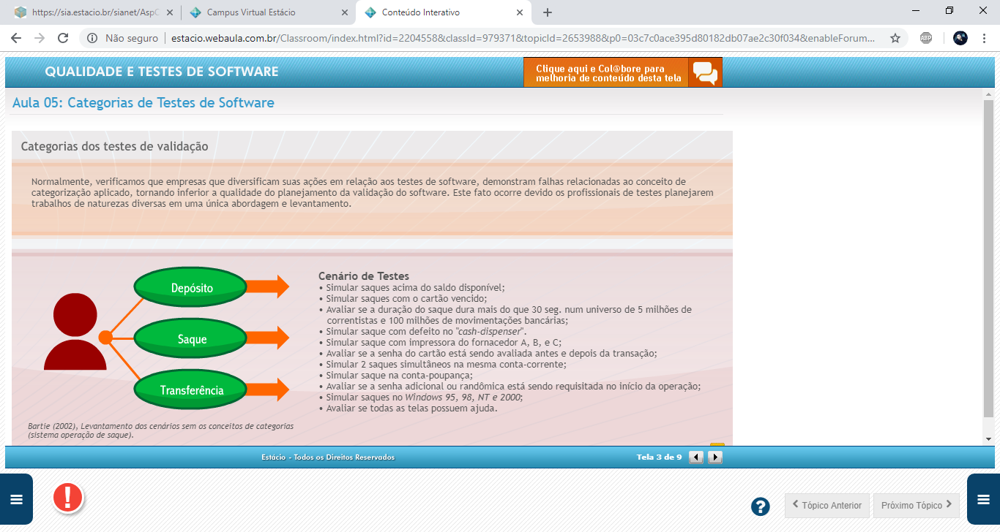 https://sia.estacio.br/sianet/AspC
Campus Virtual Estácio
Conteúdo Interativo
Não seguro
estacio.webaula.com.br/Classroom/index.html?id=2204558&classId=979371&topicId=2653988&p0=03c7c0ace395d80182db07ae2c30f034&enableForum...
ABP
QUALIDADE E TESTES DE SOFTWARE
Clique aqui e Col@bore para
melhoria de conteúdo desta tela
Aula 05: Categorias de Testes de Software
Categorias dos testes de validação
Normalmente, verificamos que empresas que diversificam suas ações em relação aos testes de software, demonstram falhas relacionadas ao conceito de
categorização aplicado, tornando inferior a qualidade do planejamento da validação do software. Este fato ocorre devido os profissionais de testes planejarem
trabalhos de naturezas diversas em uma única abordagem e levantamento.
Depósito
Saque
Transferência
Cenário de Testes
• Simular saques acima do saldo disponível;
• Simular saques com o cartão vencido;
• Avaliar se a duração do saque dura mais do que 30 seg. num universo de 5 milhões de
correntistas e 100 milhões de movimentações bancárias;
• Simular saque com defeito no "cash-dispenser".
• Simular saque com impressora do fornacedor A, B, e C;
• Avaliar se a senha do cartão está sendo avaliada antes e depois da transação;
• Simular 2 saques simultâneos na mesma conta-corrente;
• Simular saque na conta-poupança;
• Avaliar se a senha adicional ou randômica está sendo requisitada no início da operação;
• Simular saques no Windows 95, 98, NT e 2000;
• Avaliar se todas as telas possuem ajuda.
Bartie (2002), Levantamento dos cenários sem os conceitos de categorias
(sistema operação de saque).
Estácio - Todos os Direitos Reservados
Tela 3 de 9
Tópico Anterior
Próximo Tópico